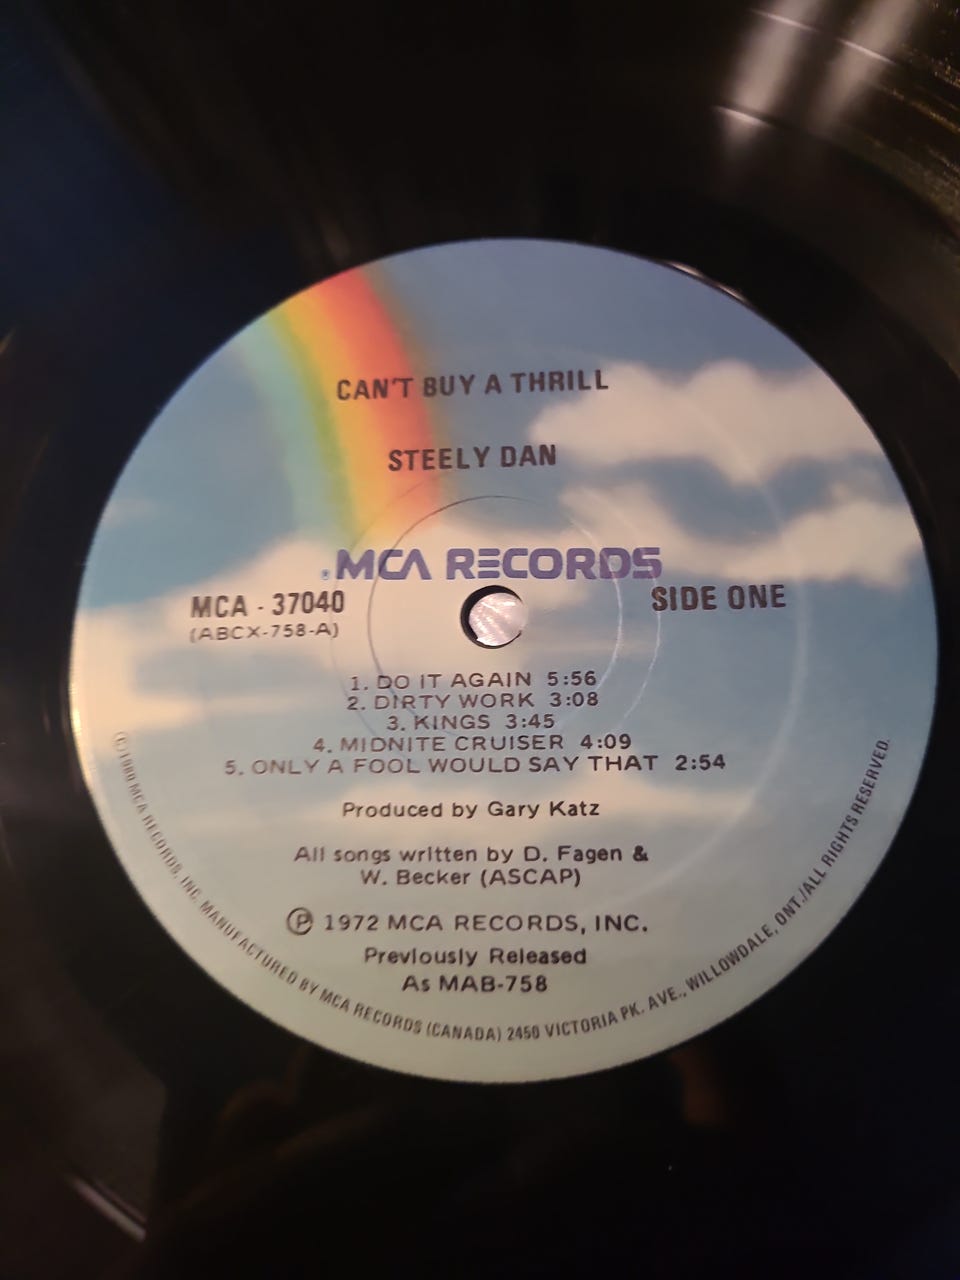 CAN'T BUY A THRILL
STEELY DAN
® MCA RECORDS
MCA - 37040
(ABCX-758-A)
SIDE ONE
1. DO IT AGAIN 5:56
2. DIRTY WORK 3:08
3. KINGS 3:45
4. MIDNITE CRUISER 4:09
5. ONLY A FOOL WOULD SAY THAT 2:54
Produced by Gary Katz
All songs written by D. Fagen &
W. Becker (ASCAP)
Ⓟ 1972 MCA RECORDS, INC.
Previously Released
As MAB-758
©1980 MCA RECORDS, INC. MANUFACTURED BY MCA RECORDS (CANADA) 2450 VICTORIA PK. AVE., WILLOWDALE, ONT./ALL RIGHTS RESERVED.